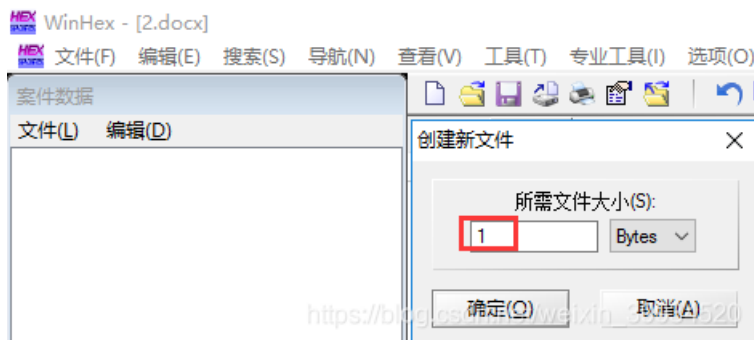 WinHex - [2.docx]
文件(F) 编辑(E) 搜索(S) 导航(N) 查看(V) 工具(T) 专业工具(I) 选项(O)
案件数据
文件(L) 编辑(D)
创建新文件
所需文件大小(S):
1 Bytes
确定(O) 取消(A)